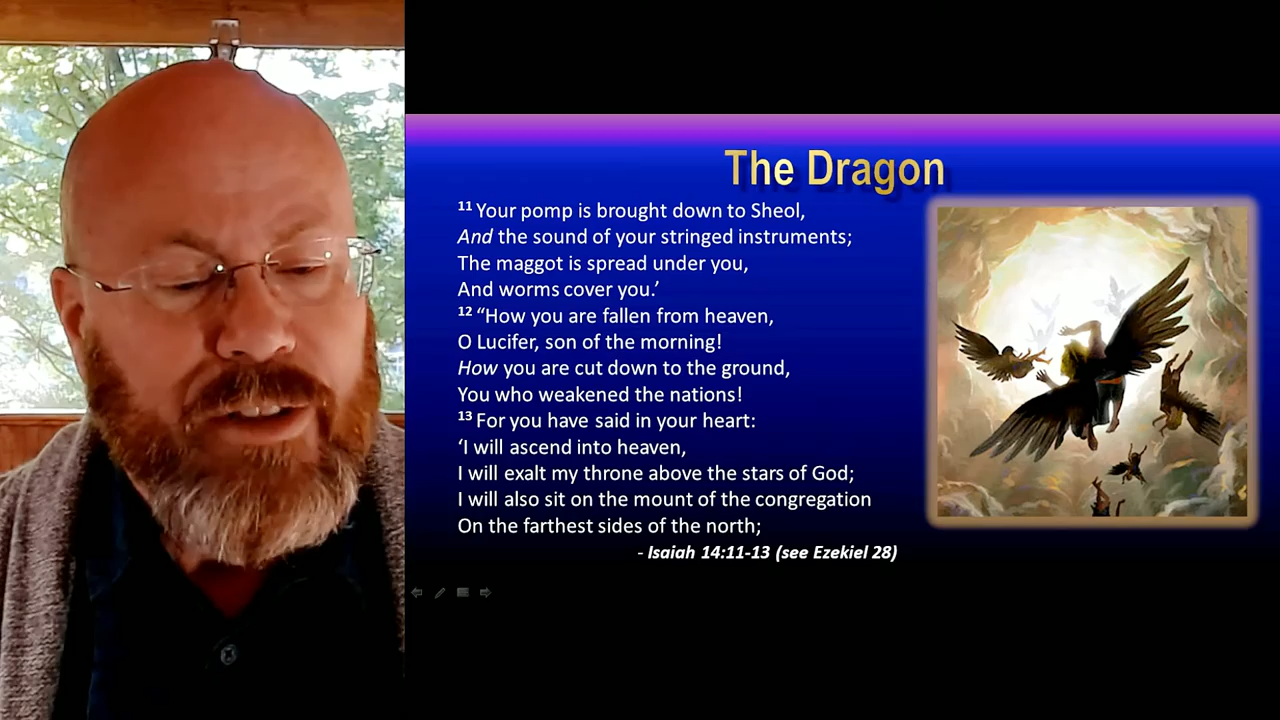 The Dragon
11 Your pomp is brought down to Sheol,
And the sound of your stringed instruments;
The maggot is spread under you,
And worms cover you.’
12 “How you are fallen from heaven,
O Lucifer, son of the morning!
How you are cut down to the ground,
You who weakened the nations!
13 For you have said in your heart:
‘I will ascend into heaven,
I will exalt my throne above the stars of God;
I will also sit on the mount of the congregation
On the farthest sides of the north;
- Isaiah 14:11-13 (see Ezekiel 28)